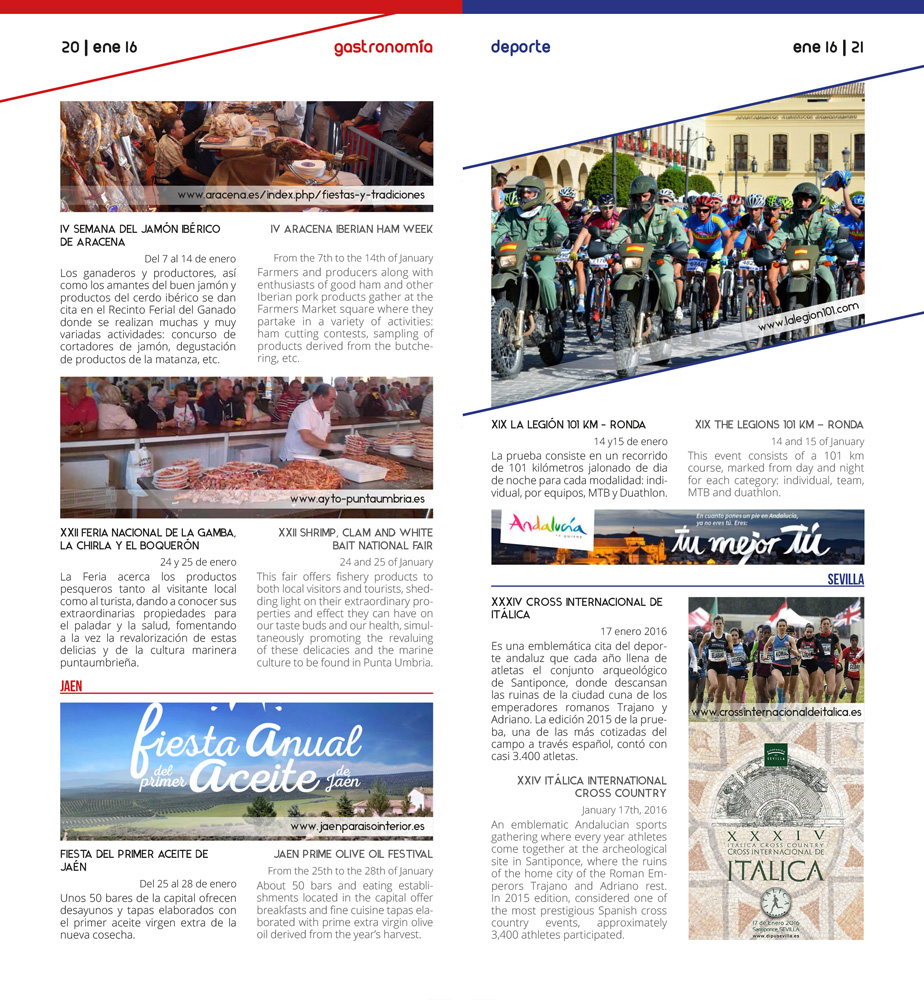 20 | ene 16
gastronomía
www.aracena.es/index.php/fiestas-y-tradiciones
IV SEMANA DEL JAMÓN IBÉRICO
DE ARACENA
Del 7 al 14 de enero
Los ganaderos y productores, así
como los amantes del buen jamón y
productos del cerdo ibérico se dan
cita en el Recinto Ferial del Ganado
donde se realizan muchas y muy
variadas actividades: concurso de
cortadores de jamón, degustación
de productos de la matanza, etc.
IV ARACENA IBERIAN HAM WEEK
From the 7th to the 14th of January
Farmers and producers along with
enthusiasts of good ham and other
Iberian pork products gather at the
Farmers Market square where they
partake in a variety of activities:
ham cutting contests, sampling of
products derived from the butche-
ring, etc.
www.ayto-puntaumbria.es
XXII FERIA NACIONAL DE LA GAMBA,
LA CHIRLA Y EL BOQUERÓN
24 y 25 de enero
La Feria acerca los productos
pesqueros tanto al visitante local
como al turista, dando a conocer sus
extraordinarias propiedades para
el paladar y la salud, fomentando
a la vez la revalorización de estas
delicias y de la cultura marinera
puntaumbrieña.
XXII SHRIMP, CLAM AND WHITE
BAIT NATIONAL FAIR
24 and 25 of January
This fair offers fishery products to
both local visitors and tourists, shed-
ding light on their extraordinary pro-
perties and effect they can have on
our taste buds and our health, simul-
taneously promoting the revaluing
of these delicacies and the marine
culture to be found in Punta Umbria.
JAEN
fiesta Anual
del primer Aceite de Jaén
www.jaenparaisointerior.es
FIESTA DEL PRIMER ACEITE DE
JAÉN
Del 25 al 28 de enero
Unos 50 bares de la capital ofrecen
desayunos y tapas elaborados con
el primer aceite virgen extra de la
nueva cosecha.
JAEN PRIME OLIVE OIL FESTIVAL
From the 25th to the 28th of January
About 50 bars and eating establi-
shments located in the capital offer
breakfasts and fine cuisine tapas ela-
borated with prime extra virgin olive
oil derived from the year's harvest.
deporte
ene 16 | 21
www.lalegion101.com
XIX LA LEGIÓN 101 KM - RONDA
14 y15 de enero
La prueba consiste en un recorrido
de 101 kilómetros jalonado de dia
de noche para cada modalidad: indi-
vidual, por equipos, MTB y Duathlon.
XIX THE LEGIONS 101 KM – RONDA
14 and 15 of January
This event consists of a 101 km
course, marked from day and night
for each category: individual, team,
MTB and duathlon.
Andalucía
TE QUIERE
En cuanto pones un pie en Andalucía,
ya no eres tú. Eres:
tu mejor Tú
SEVILLA
XXXIV CROSS INTERNACIONAL DE
ITÁLICA
17 enero 2016
Es una emblemática cita del depor-
te andaluz que cada año llena de
atletas el conjunto arqueológico
de Santiponce, donde descansan
las ruinas de la ciudad cuna de los
emperadores romanos Trajano y
Adriano. La edición 2015 de la prue-
ba, una de las más cotizadas del
campo a través español, contó con
casi 3.400 atletas.
XXIV ITÁLICA INTERNATIONAL
CROSS COUNTRY
January 17th, 2016
An emblematic Andalucian sports
gathering where every year athletes
come together at the archeological
site in Santiponce, where the ruins
of the home city of the Roman Em-
perors Trajano and Adriano rest.
In 2015 edition, considered one of
the most prestigious Spanish cross
country events, approximately
3,400 athletes participated.
www.crossinternacionaldeitalica.es
SEVILLA
XXXIV
ITALICA CROSS COUNTRY
CROSS INTERNACIONAL DE
ITÁLICA
17 de Enero 2016
Santiponce, SEVILLA
www.dipusevilla.es